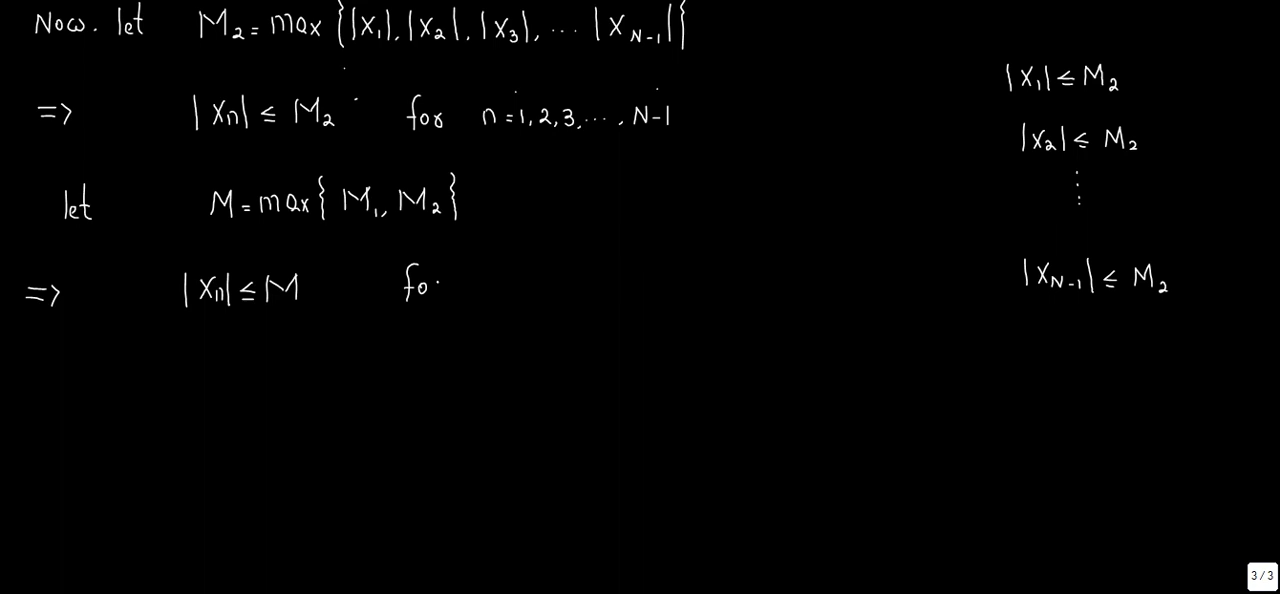 Now. let M₂ = max {|x₁|, |x₂|, |x₃|, ... |x_{N-1}|}
=> |xₙ| ≤ M₂ for n = 1, 2, 3, ..., N-1
let M = max{ M₁, M₂ }
=> |xₙ| ≤ M fo
|x₁| ≤ M₂
|x₂| ≤ M₂
⋮
|x_{N-1}| ≤ M₂
3 / 3